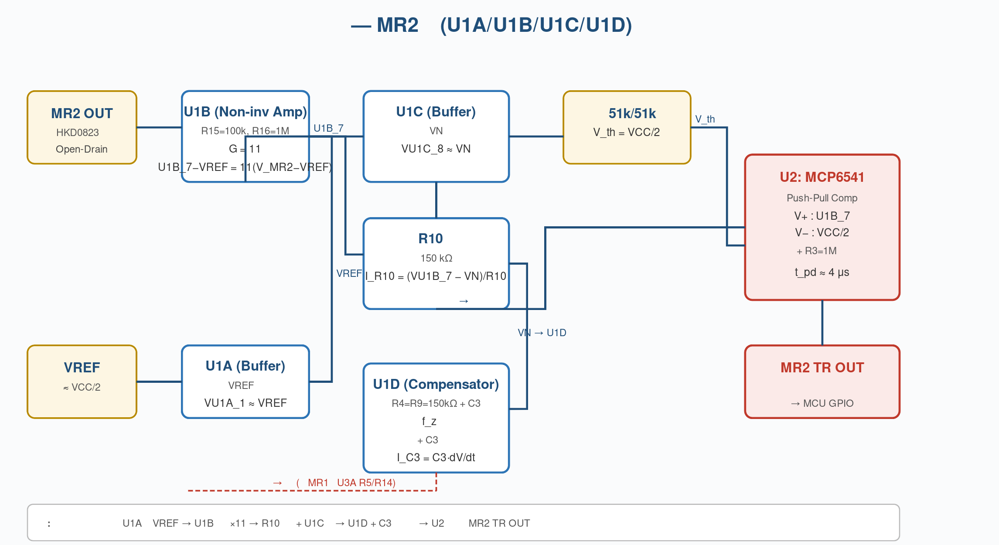 — MR2 (U1A/U1B/U1C/U1D)
MR2 OUT
HKD0823
Open-Drain
U1B (Non-inv Amp)
R15=100k, R16=1M
G = 11
U1B_7−VREF = 11(V_MR2−VREF)
U1B_7
U1C (Buffer)
VN
VU1C_8 ≈ VN
51k/51k
V_th = VCC/2
V_th
U2: MCP6541
Push-Pull Comp
V+ : U1B_7
V− : VCC/2
+ R3=1M
t_pd ≈ 4 µs
R10
150 kΩ
I_R10 = (VU1B_7 − VN)/R10
→
VREF
VN → U1D
VREF
≈ VCC/2
U1A (Buffer)
VREF
VU1A_1 ≈ VREF
U1D (Compensator)
R4=R9=150kΩ + C3
f_z
+ C3
I_C3 = C3·dV/dt
MR2 TR OUT
→ MCU GPIO
→ ( MR1 U3A R5/R14)
: U1A VREF → U1B ×11 → R10 + U1C → U1D + C3 → U2 MR2 TR OUT